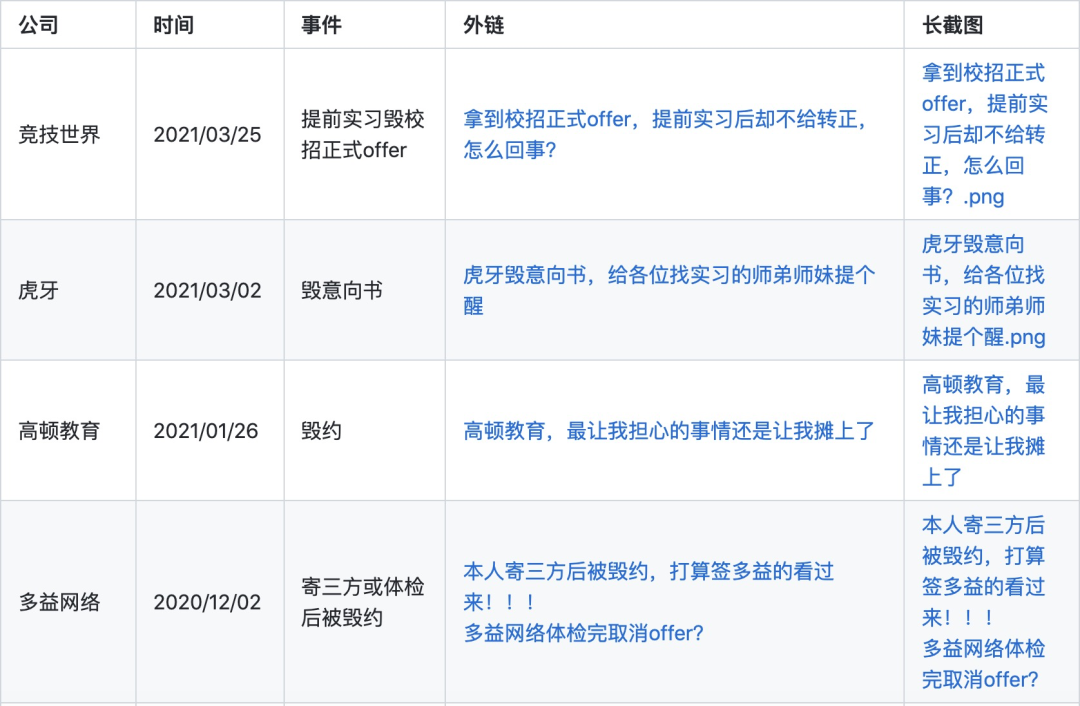 公司 时间 事件 外链 长截图
竞技世界
2021/03/25
提前实习毁校
招正式offer
拿到校招正式offer，提前实习后却不给转正，
怎么回事？
拿到校招正式
offer，提前实
习后却不给转
正，怎么回
事？.png
虎牙
2021/03/02
毁意向书
虎牙毁意向书，给各位找实习的师弟师妹提个
醒
虎牙毁意向
书，给各位找
实习的师弟师
妹提个醒.png
高顿教育
2021/01/26
毁约
高顿教育，最让我担心的事情还是让我摊上了
高顿教育，最
让我担心的事
情还是让我摊
上了
多益网络
2020/12/02
寄三方或体检
后被毁约
本人寄三方后被毁约，打算签多益的看过
来！！！
多益网络体检完取消offer？
本人寄三方后
被毁约，打算
签多益的看过
来！！！
多益网络体检
完取消offer？